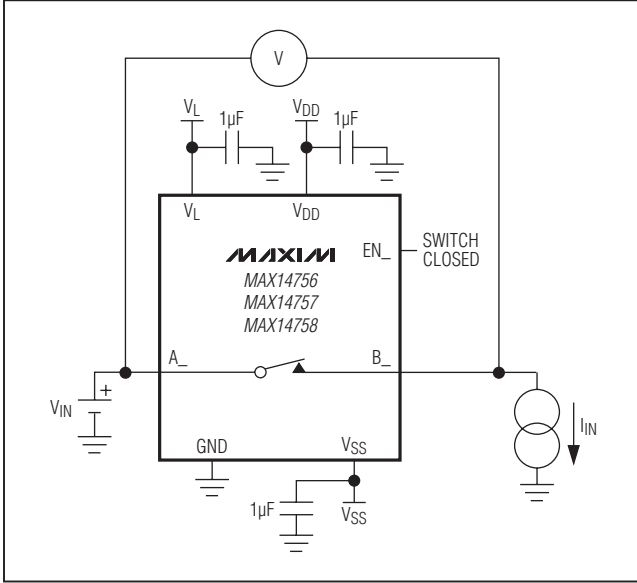 V
VL
1µF
VDD
1µF
VL
VDD
MAXIM
EN_
SWITCH
CLOSED
MAX14756
MAX14757
MAX14758
A_
B_
+
VIN
IIN
GND
VSS
1µF
VSS